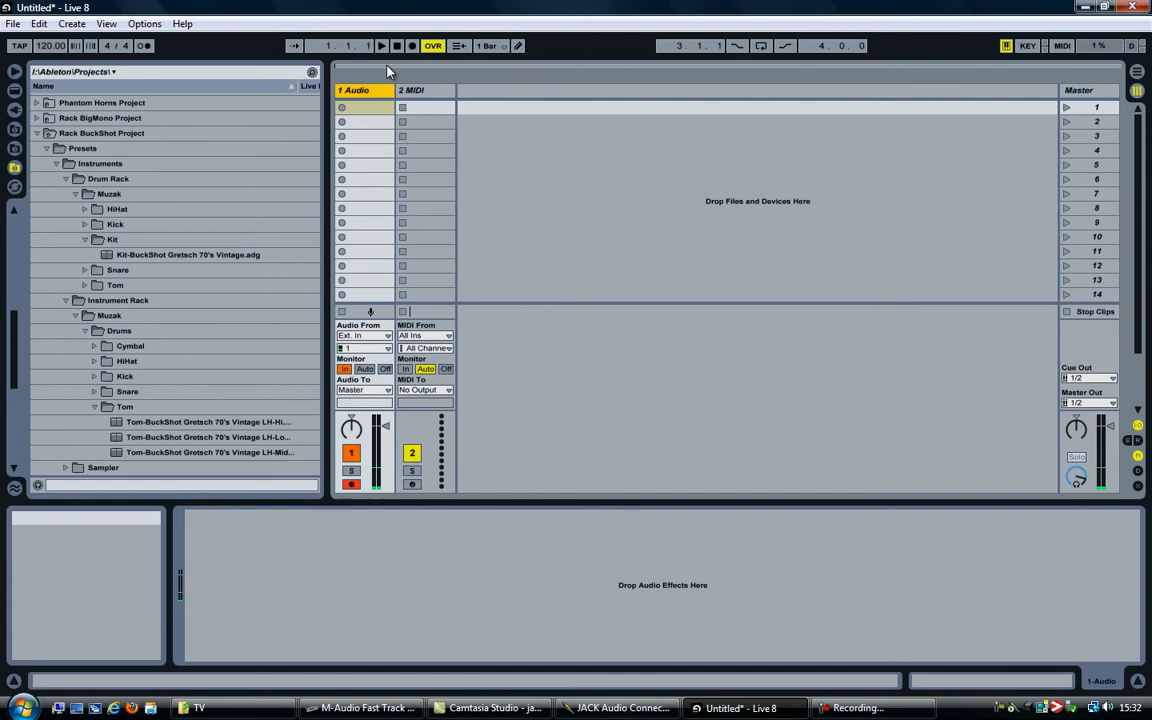 Untitled* - Live 8
File Edit Create View Options Help
TAP 120.00 4 / 4 1. 1. 1 OVR 1 Bar 3. 1. 1 4. 0. 0 KEY MIDI 1 % D
I:\Ableton\Projects\
Name Live
1 Audio 2 MIDI Master
Phantom Horns Project
Rack BigMono Project
Rack BuckShot Project
Presets
Instruments
Drum Rack
Muzak
HiHat
Kick
Kit
Kit-BuckShot Gretsch 70's Vintage.adg
Snare
Tom
Instrument Rack
Muzak
Drums
Cymbal
HiHat
Kick
Snare
Tom
Tom-BuckShot Gretsch 70's Vintage LH-Hi....
Tom-BuckShot Gretsch 70's Vintage LH-Lo...
Tom-BuckShot Gretsch 70's Vintage LH-Mid...
Sampler
1
2
3
4
5
6
7
8
9
10
11
12
13
14
Drop Files and Devices Here
Stop Clips
Audio From MIDI From
Ext. In All Ins
1 All Channe
Monitor Monitor
In Auto Off In Auto Off
Audio To MIDI To
Master No Output
Cue Out
1/2
Master Out
1/2
1 2
S S
Solo
Drop Audio Effects Here
1-Audio
TV M-Audio Fast Track ... Camtasia Studio - ja... JACK Audio Connec... Untitled* - Live 8 Recording... 15:32